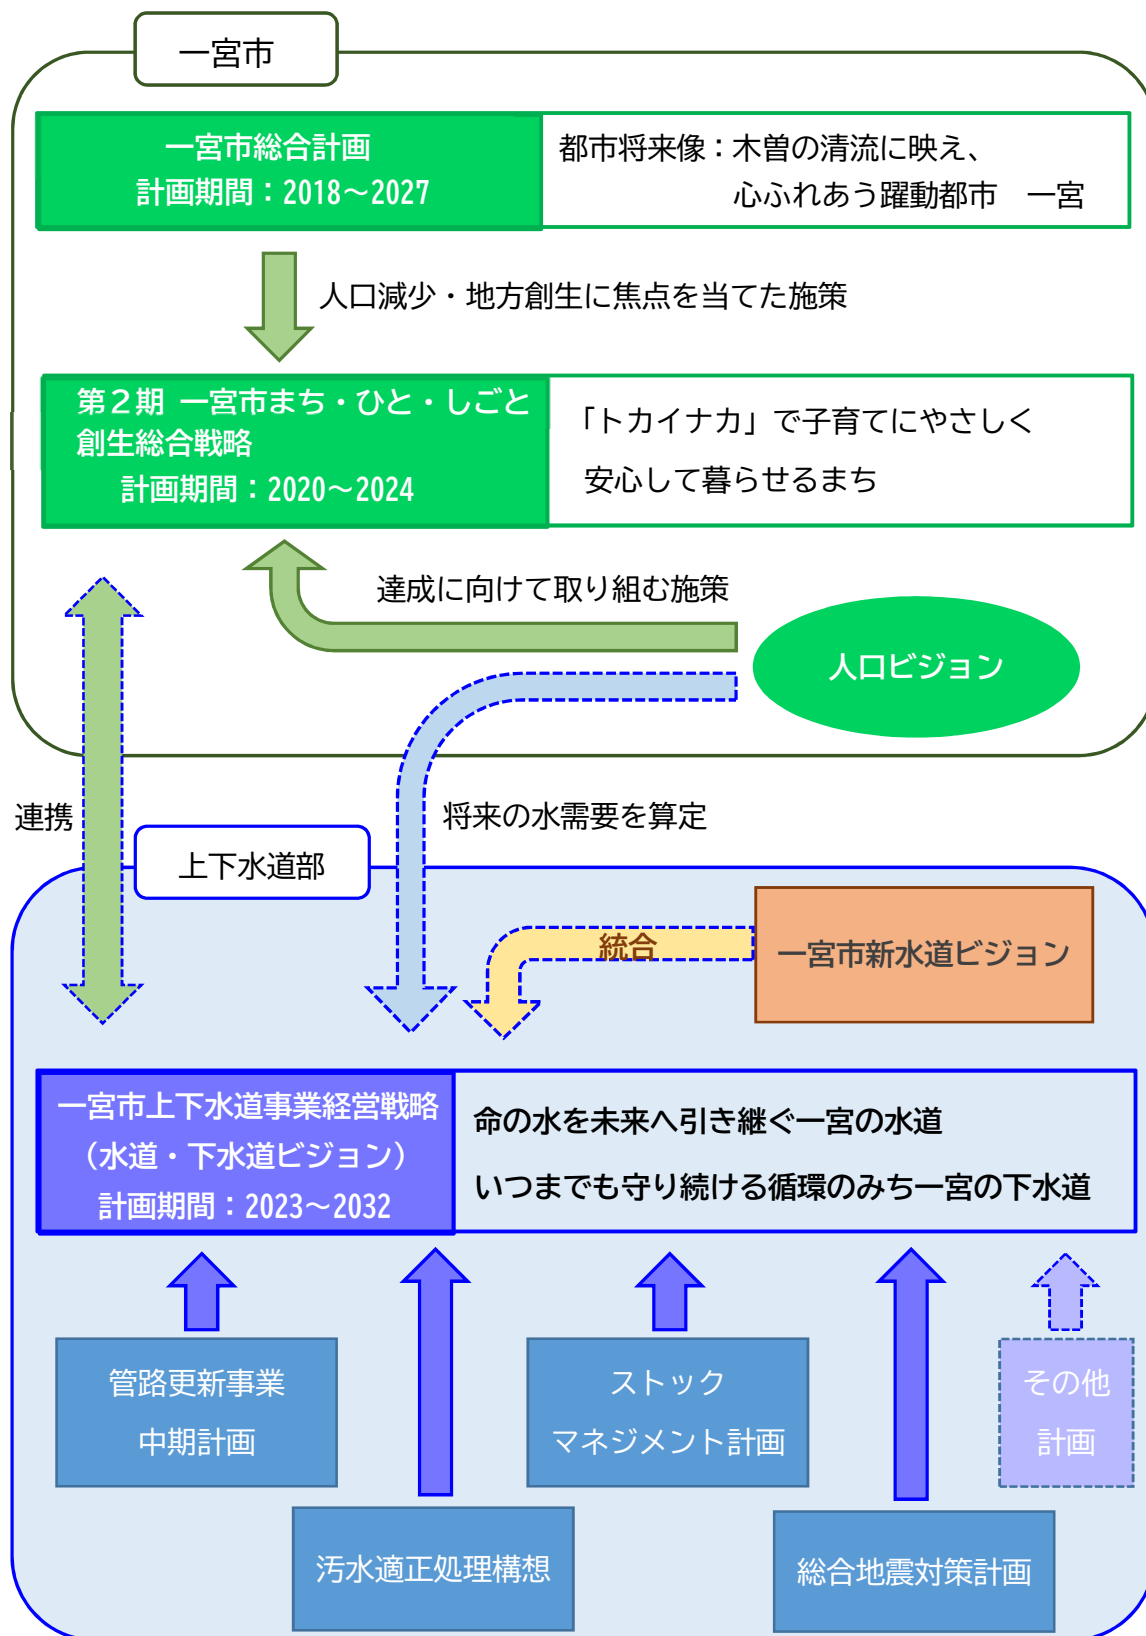 一宮市
一宮市総合計画
計画期間：2018～2027
都市将来像：木曽の清流に映え、
心ふれあう躍動都市　一宮
人口減少・地方創生に焦点を当てた施策
第２期 一宮市まち・ひと・しごと
創生総合戦略
計画期間：2020～2024
「トカイナカ」で子育てにやさしく
安心して暮らせるまち
達成に向けて取り組む施策
人口ビジョン
連携
将来の水需要を算定
上下水道部
統合
一宮市新水道ビジョン
一宮市上下水道事業経営戦略
（水道・下水道ビジョン）
計画期間：2023～2032
命の水を未来へ引き継ぐ一宮の水道
いつまでも守り続ける循環のみち一宮の下水道
管路更新事業
中期計画
ストック
マネジメント計画
その他
計画
汚水適正処理構想
総合地震対策計画